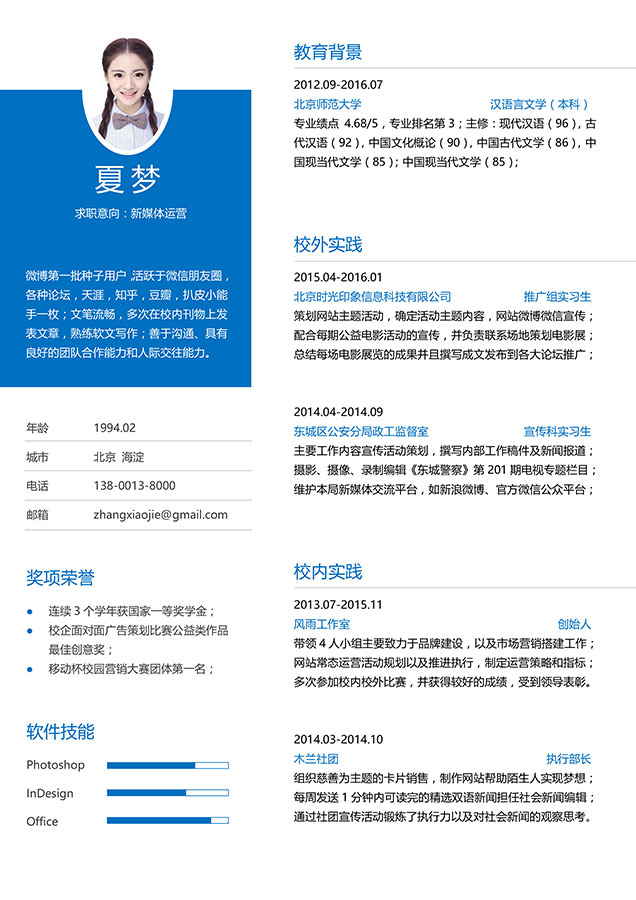 夏梦
求职意向：新媒体运营
微博第一批种子用户，活跃于微信朋友圈，
各种论坛，天涯，知乎，豆瓣，扒皮小能
手一枚；文笔流畅，多次在校内刊物上发
表文章，熟练软文写作；善于沟通、具有
良好的团队合作能力和人际交往能力。
年龄 1994.02
城市 北京 海淀
电话 138-0013-8000
邮箱 zhangxiaojie@gmail.com
奖项荣誉
● 连续 3 个学年获国家一等奖学金；
● 校企面对面广告策划比赛公益类作品
最佳创意奖；
● 移动杯校园营销大赛团体第一名；
软件技能
Photoshop
InDesign
Office
教育背景
2012.09-2016.07
北京师范大学 汉语言文学（本科）
专业绩点 4.68/5，专业排名第 3；主修：现代汉语（96），古
代汉语（92），中国文化概论（90），中国古代文学（86），中
国现当代文学（85）；中国现当代文学（85）；
校外实践
2015.04-2016.01
北京时光印象信息科技有限公司 推广组实习生
策划网站主题活动，确定活动主题内容，网站微博微信宣传；
配合每期公益电影活动的宣传，并负责联系场地策划电影展；
总结每场电影展览的成果并且撰写成文发布到各大论坛推广；
2014.04-2014.09
东城区公安分局政工监督室 宣传科实习生
主要工作内容宣传活动策划，撰写内部工作稿件及新闻报道；
摄影、摄像、录制编辑《东城警察》第 201 期电视专题栏目；
维护本局新媒体交流平台，如新浪微博、官方微信公众平台；
校内实践
2013.07-2015.11
风雨工作室 创始人
带领 4 人小组主要致力于品牌建设，以及市场营销搭建工作；
网站常态运营活动规划以及推进执行，制定运营策略和指标；
多次参加校内校外比赛，并获得较好的成绩，受到领导表彰。
2014.03-2014.10
木兰社团 执行部长
组织慈善为主题的卡片销售，制作网站帮助陌生人实现梦想；
每周发送 1 分钟内可读完的精选双语新闻担任社会新闻编辑；
通过社团宣传活动锻炼了执行力以及对社会新闻的观察思考。